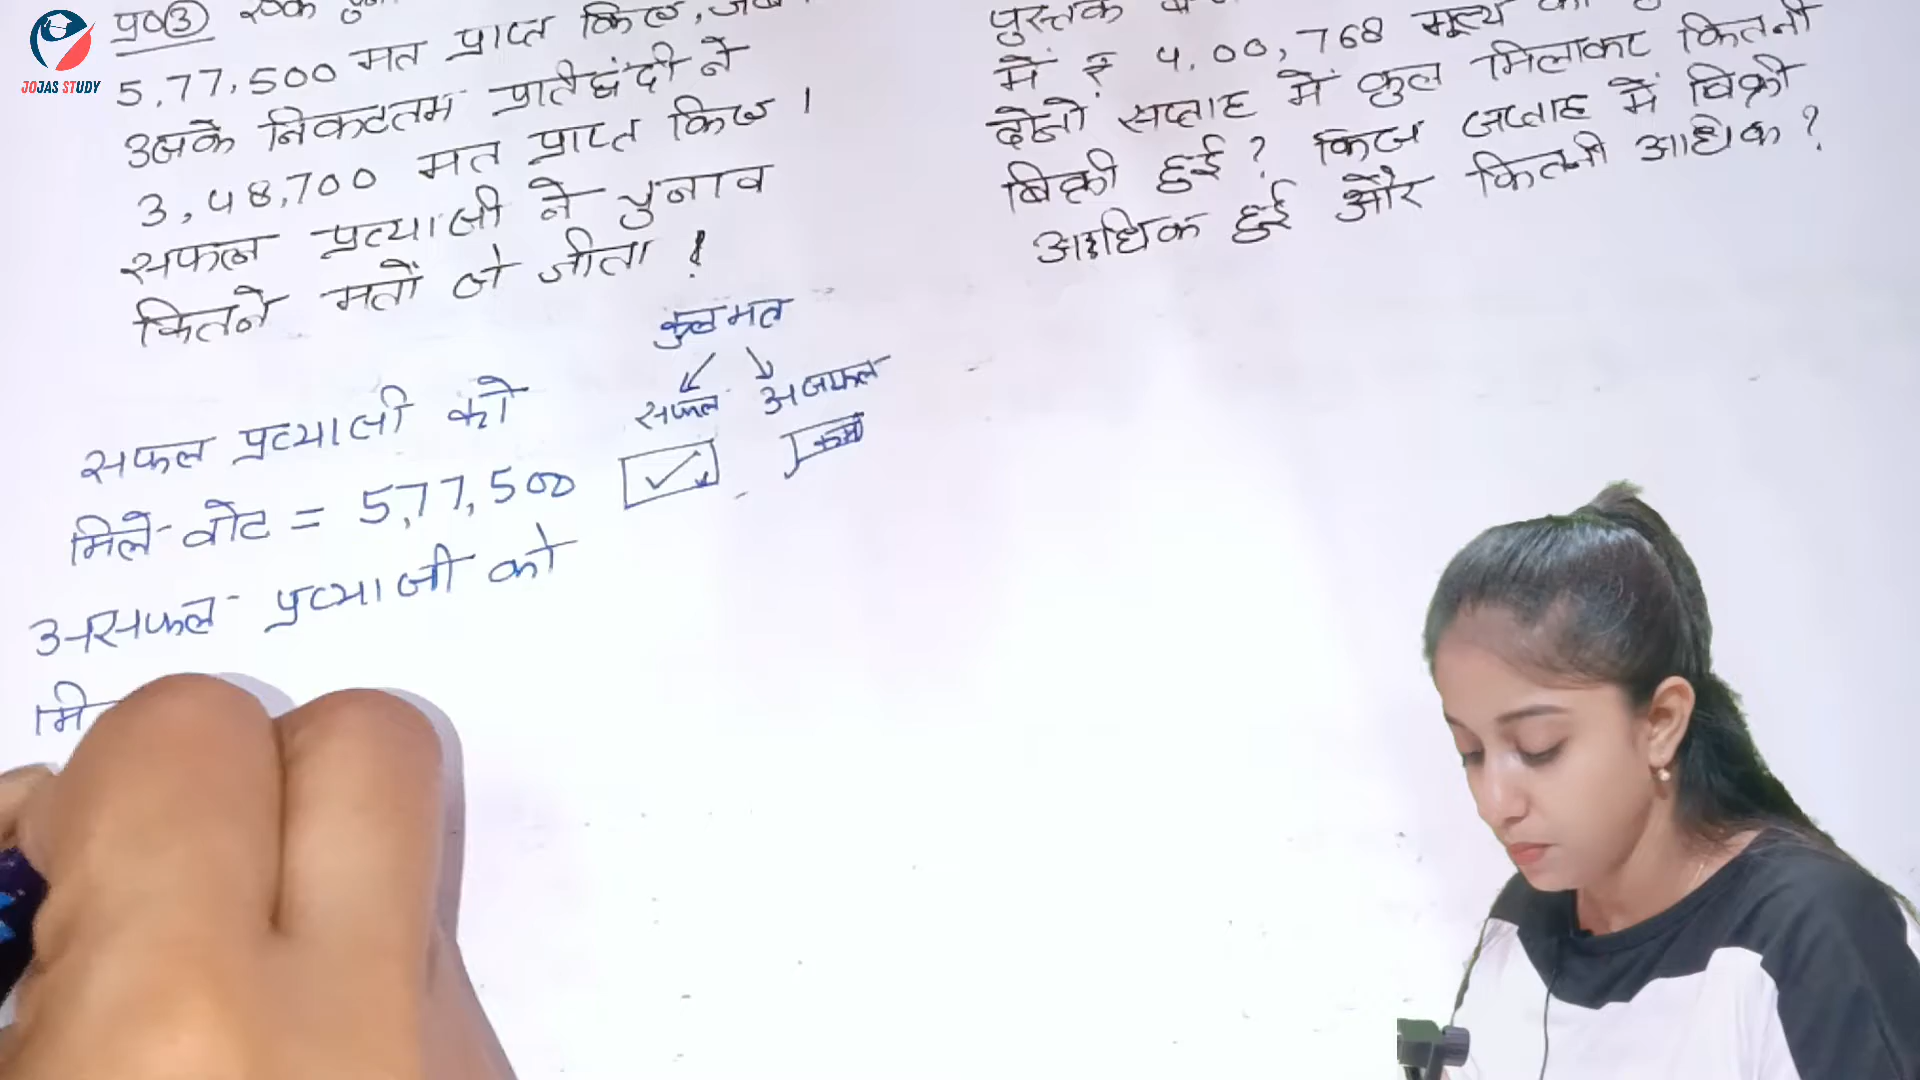 JOJAS STUDY
प्र०③ एक
5,77,500 मत प्राप्त किए,
उसके निकटतम प्रतिद्वंदी ने
3,48,700 मत प्राप्त किए ।
सफल प्रत्याशी ने चुनाव
कितने मतों से जीता ?
कुल मत
सफल असफल
कम
सफल प्रत्याशी को
मिले वोट = 5,77,500
असफल प्रत्याशी को
मि
पुस्तक
में ₹ 4,00,768 मूल्य की
दोनो सप्ताह में कुल मिलाकर कितनी
बिक्री हुई ? किस सप्ताह में बिक्री
अधिक हुई और कितनी अधिक ?